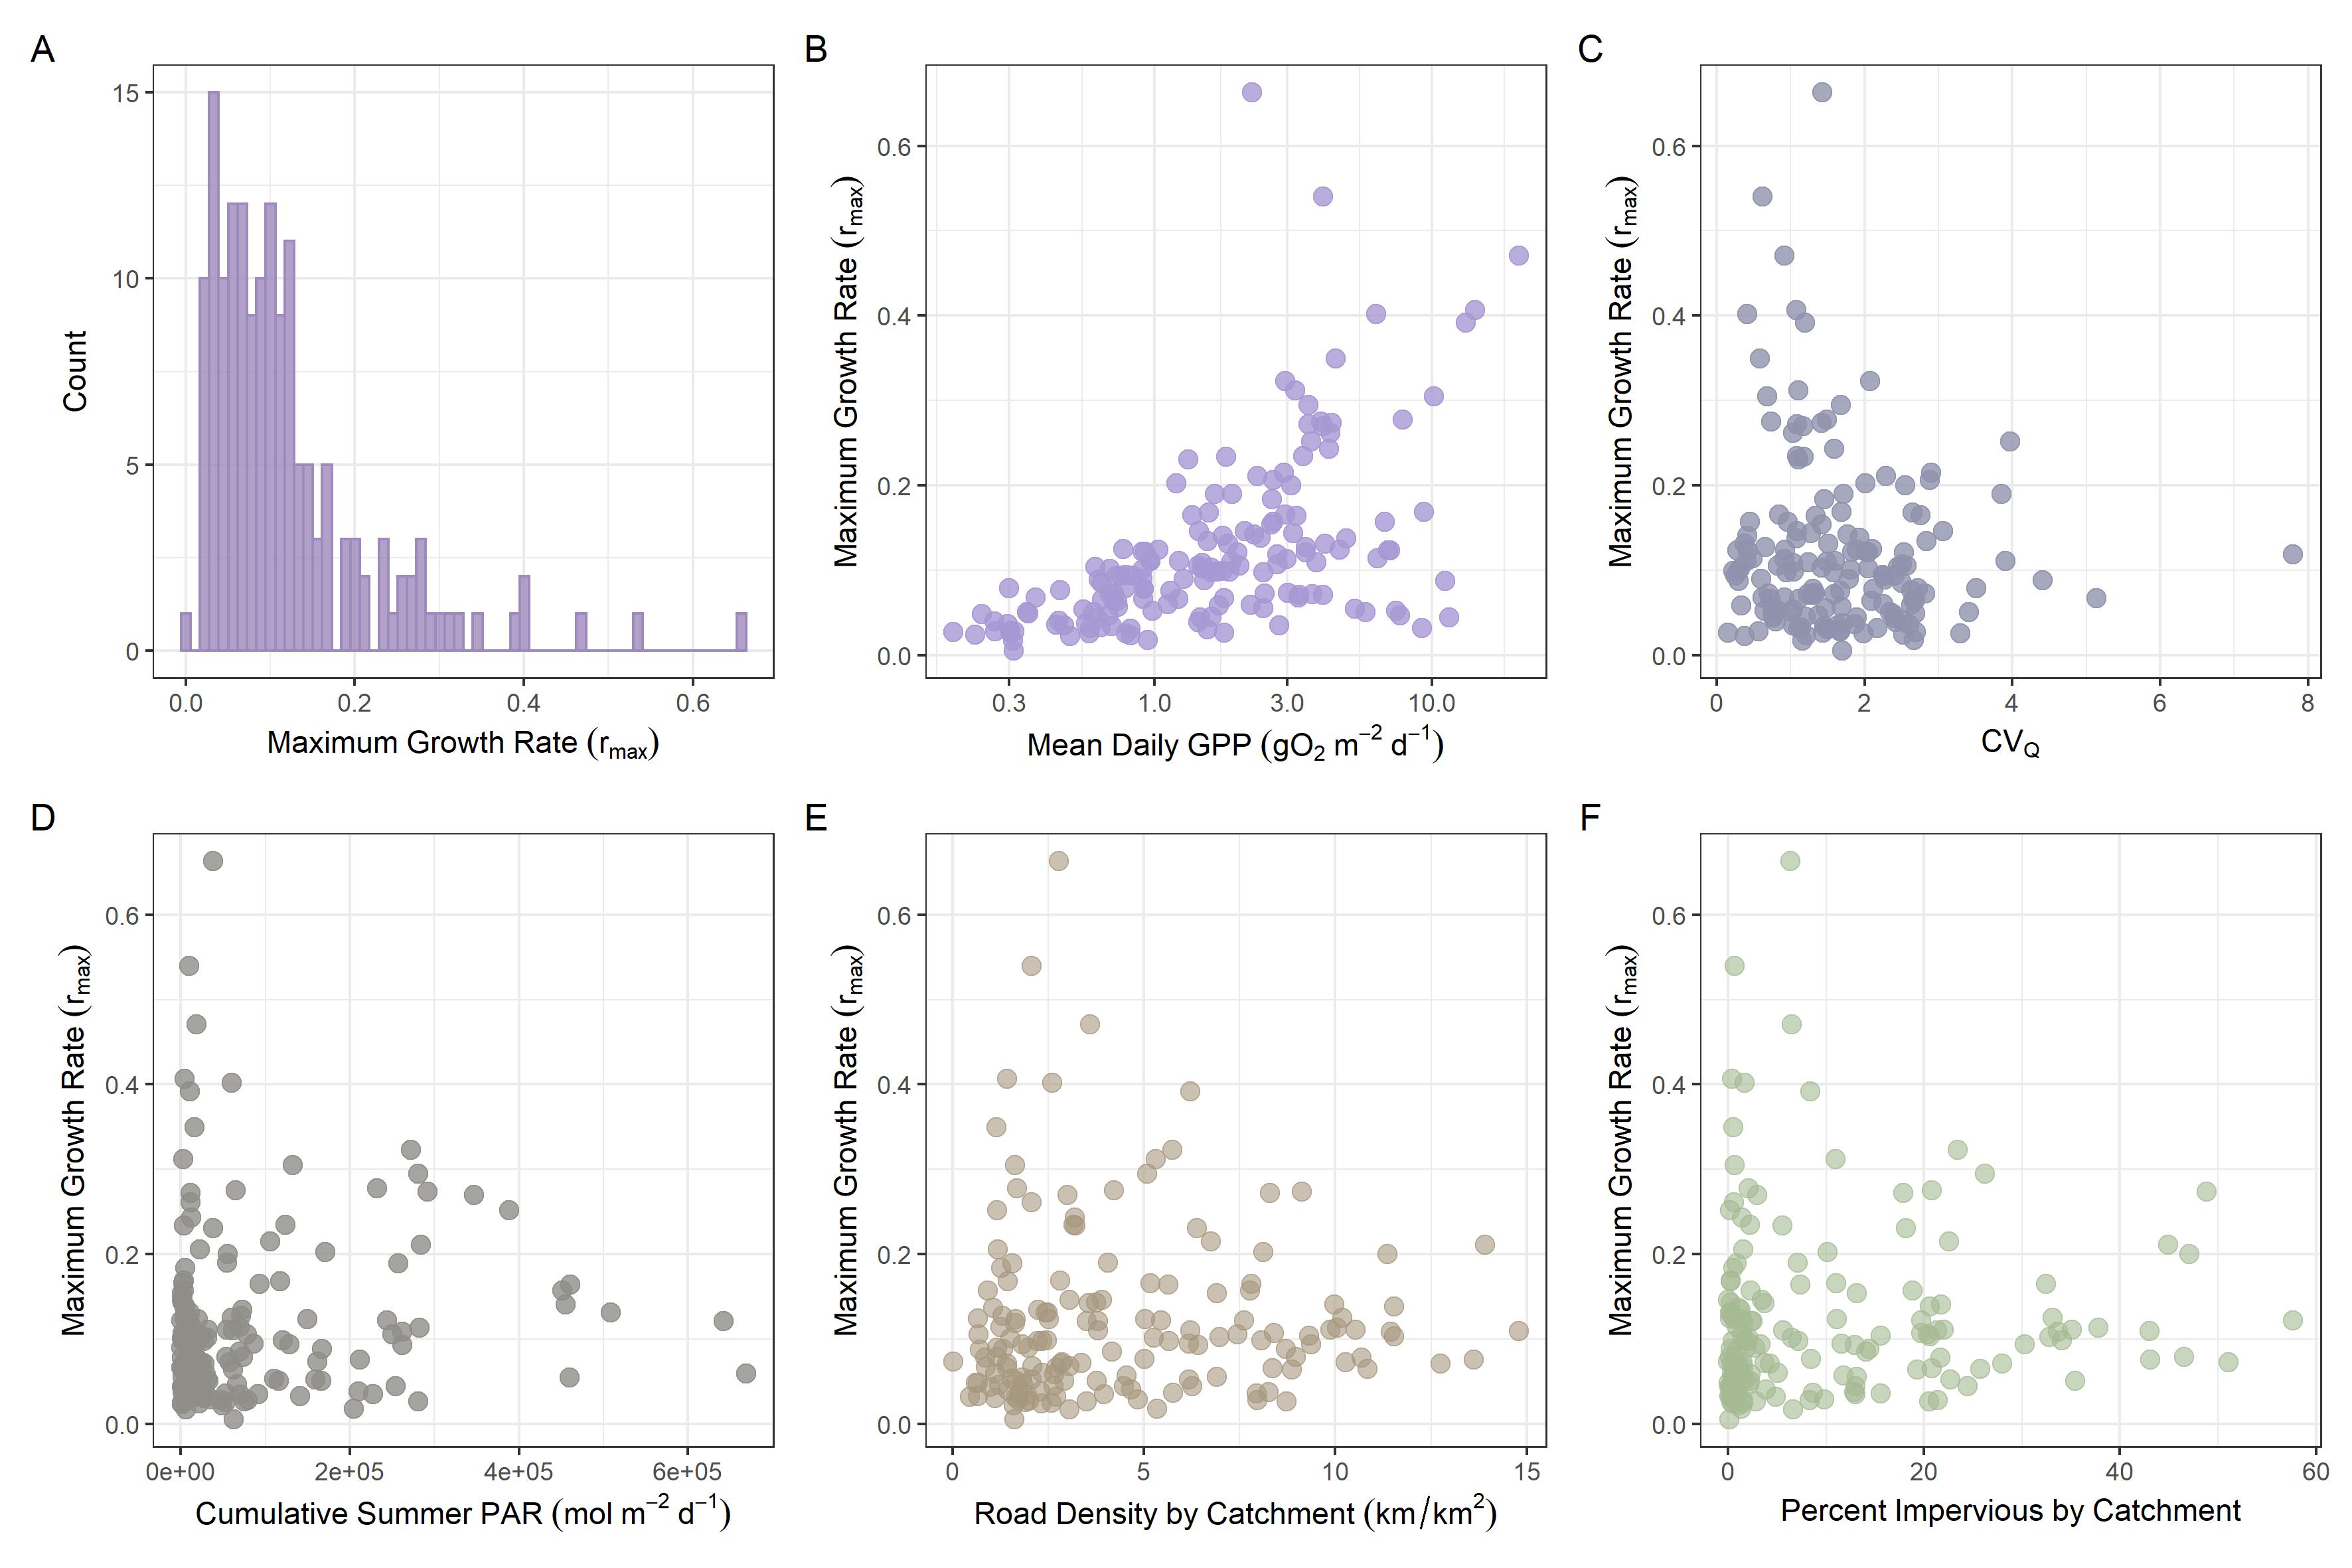 A
15
10
5
0
Count
0.0 0.2 0.4 0.6
Maximum Growth Rate (rmax)
B
0.6
0.4
0.2
0.0
Maximum Growth Rate (rmax)
0.3 1.0 3.0 10.0
Mean Daily GPP (gO₂ m⁻² d⁻¹)
C
0.6
0.4
0.2
0.0
Maximum Growth Rate (rmax)
0 2 4 6 8
CVQ
D
0.6
0.4
0.2
0.0
Maximum Growth Rate (rmax)
0e+00 2e+05 4e+05 6e+05
Cumulative Summer PAR (mol m⁻² d⁻¹)
E
0.6
0.4
0.2
0.0
Maximum Growth Rate (rmax)
0 5 10 15
Road Density by Catchment (km/km²)
F
0.6
0.4
0.2
0.0
Maximum Growth Rate (rmax)
0 20 40 60
Percent Impervious by Catchment